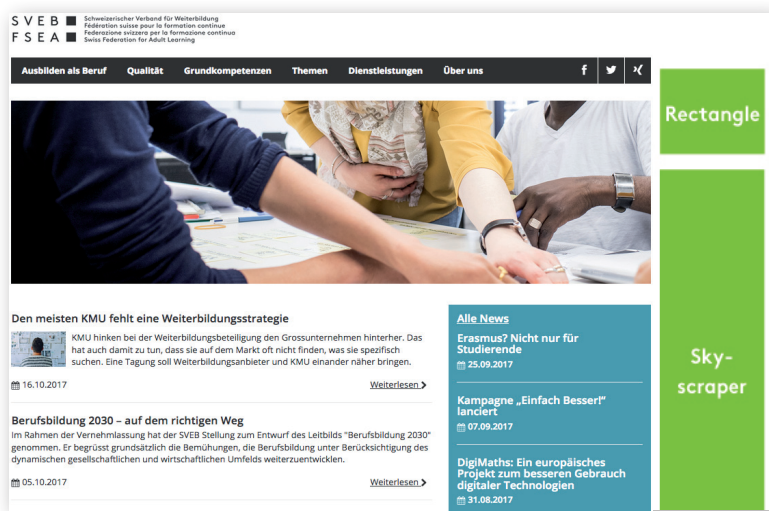 SVEB
FSEA
Schweizerischer Verband für Weiterbildung
Fédération suisse pour la formation continue
Federazione svizzera per la formazione continua
Swiss Federation for Adult Learning
Ausbilden als Beruf Qualität Grundkompetenzen Themen Dienstleistungen Über uns
Rectangle
Den meisten KMU fehlt eine Weiterbildungsstrategie
KMU hinken bei der Weiterbildungsbeteiligung den Grossunternehmen hinterher. Das
hat auch damit zu tun, dass sie auf dem Markt oft nicht finden, was sie spezifisch
suchen. Eine Tagung soll Weiterbildungsanbieter und KMU einander näher bringen.
16.10.2017 Weiterlesen
Berufsbildung 2030 – auf dem richtigen Weg
Im Rahmen der Vernehmlassung hat der SVEB Stellung zum Entwurf des Leitbilds "Berufsbildung 2030"
genommen. Er begrüsst grundsätzlich die Bemühungen, die Berufsbildung unter Berücksichtigung des
dynamischen gesellschaftlichen und wirtschaftlichen Umfelds weiterzuentwicklen.
05.10.2017 Weiterlesen
Alle News
Erasmus? Nicht nur für
Studierende
25.09.2017
Kampagne „Einfach Besser!“
lanciert
07.09.2017
DigiMaths: Ein europäisches
Projekt zum besseren Gebrauch
digitaler Technologien
31.08.2017
Sky-
scraper